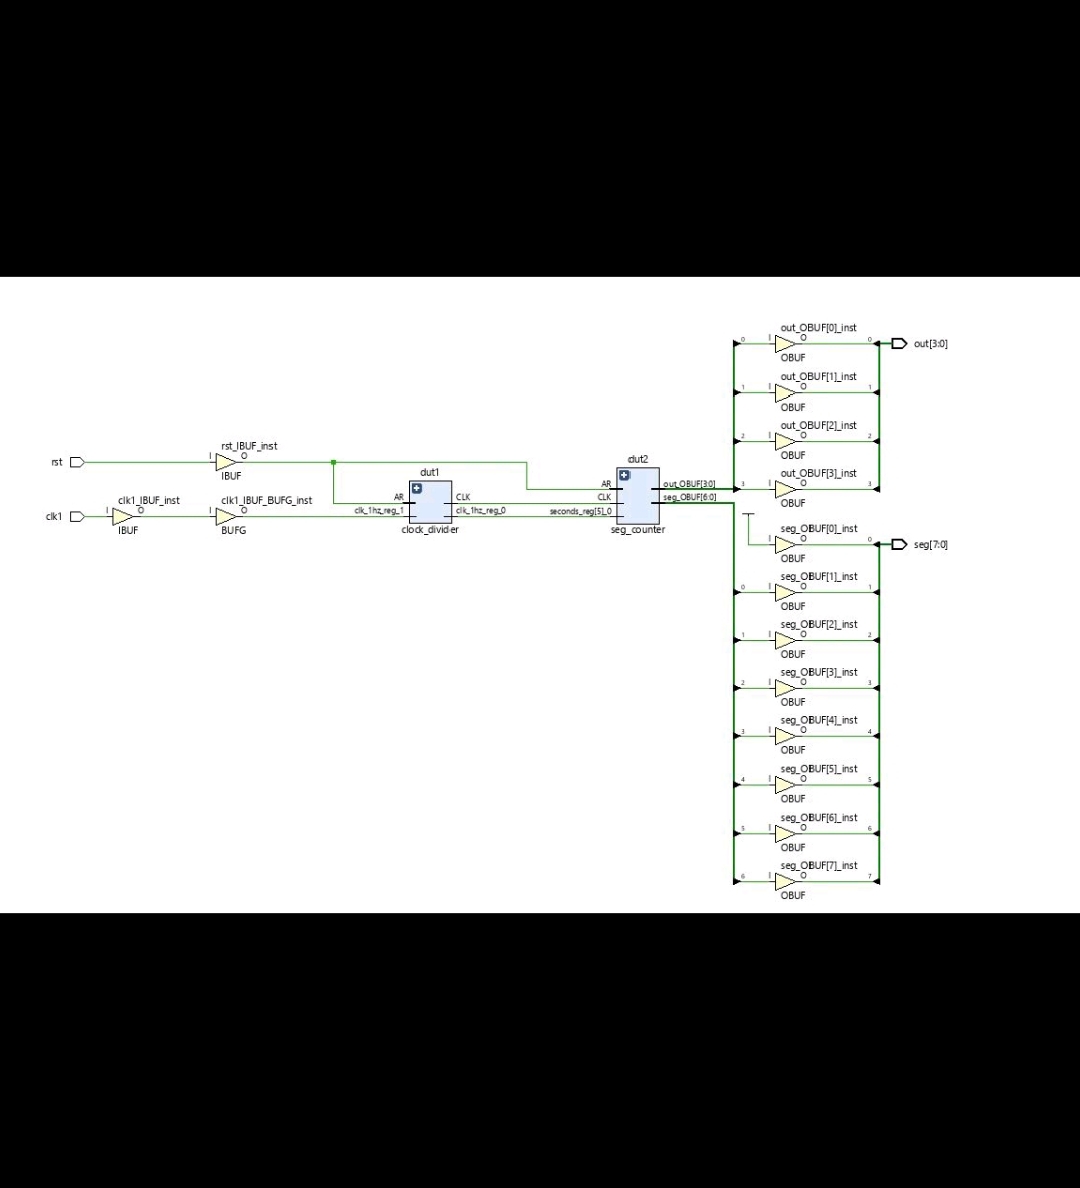 out_OBUF[0]_inst
I O
0 0
out[3:0]
OBUF
out_OBUF[1]_inst
I O
1 1
OBUF
out_OBUF[2]_inst
I O
2 2
OBUF
out_OBUF[3]_inst
I O
3 3
OBUF
rst
rst_IBUF_inst
I O
IBUF
clk1
clk1_IBUF_inst
I O
IBUF
clk1_IBUF_BUFG_inst
I O
BUFG
dut1
AR CLK
clk_1hz_reg_1 clk_1hz_reg_0
clock_divider
dut2
AR out_OBUF[3:0]
CLK seg_OBUF[6:0]
seconds_reg[5]_0
seg_counter
seg_OBUF[0]_inst
I O
0
seg[7:0]
OBUF
seg_OBUF[1]_inst
I O
0 1
OBUF
seg_OBUF[2]_inst
I O
1 2
OBUF
seg_OBUF[3]_inst
I O
2 3
OBUF
seg_OBUF[4]_inst
I O
3 4
OBUF
seg_OBUF[5]_inst
I O
4 5
OBUF
seg_OBUF[6]_inst
I O
5 6
OBUF
seg_OBUF[7]_inst
I O
6 7
OBUF